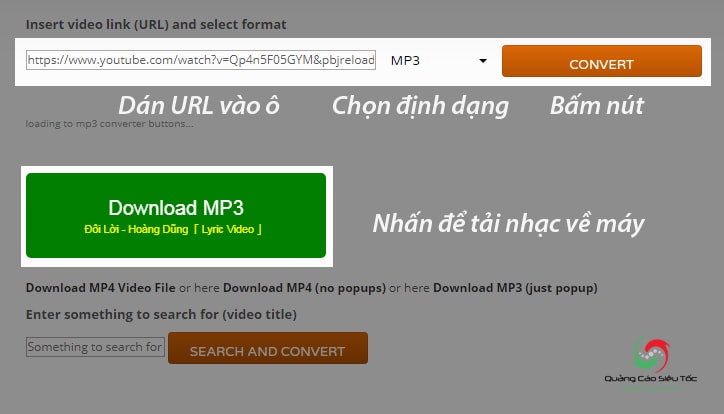 Insert video link (URL) and select format
https://www.youtube.com/watch?v=Qp4n5F05GYM&pbjreload MP3 CONVERT
Dán URL vào ô Chọn định dạng Bấm nút
loading to mp3 converter buttons...
Download MP3
Đôi Lời - Hoàng Dũng「 Lyric Video 」
Nhấn để tải nhạc về máy
Download MP4 Video File or here Download MP4 (no popups) or here Download MP3 (just popup)
Enter something to search for (video title)
Something to search for SEARCH AND CONVERT
Quảng Cáo Siêu Tốc